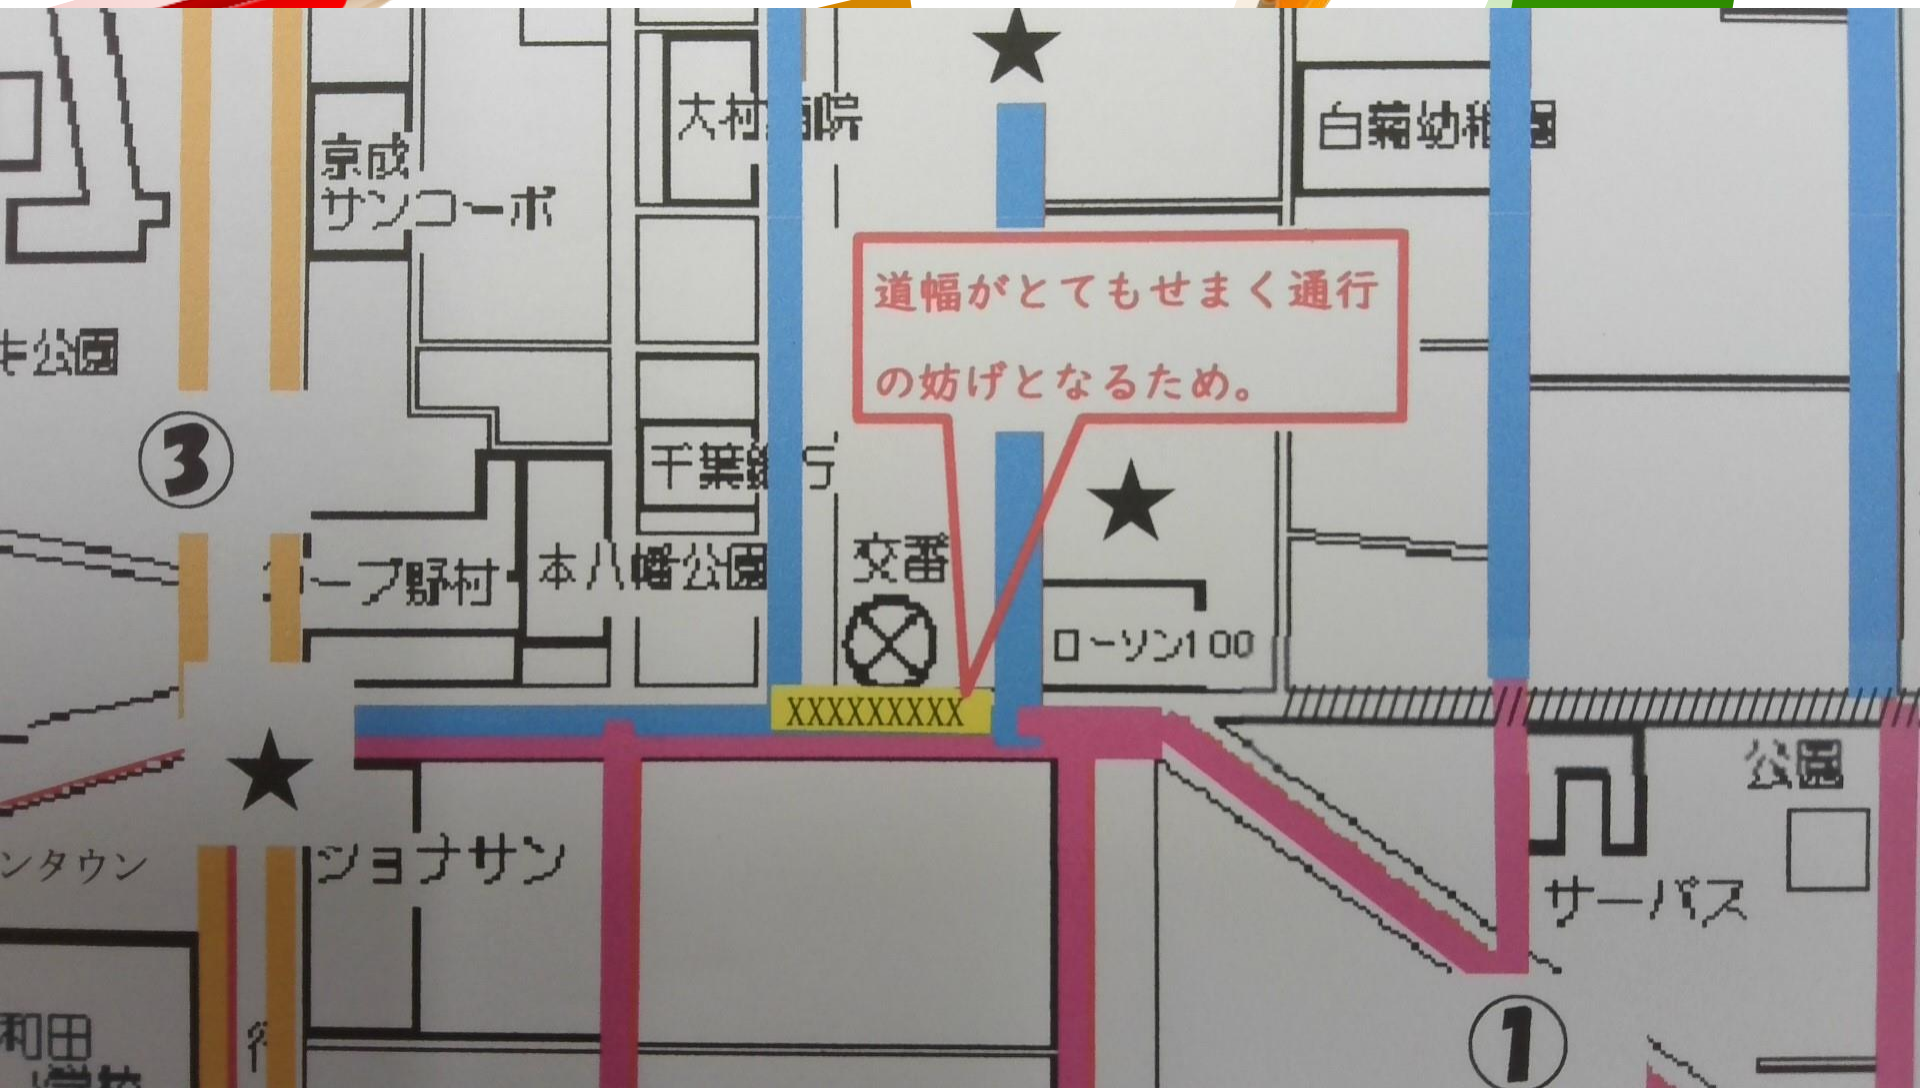 大村病院
白菊幼稚園
京成
サンコーポ
道幅がとてもせまく通行
の妨げとなるため。
公園
3
千葉銀行
交番
コープ野村
本八幡公園
ローソン100
XXXXXXXXX
公園
ンタウン
ジョナサン
サーパス
和田
1